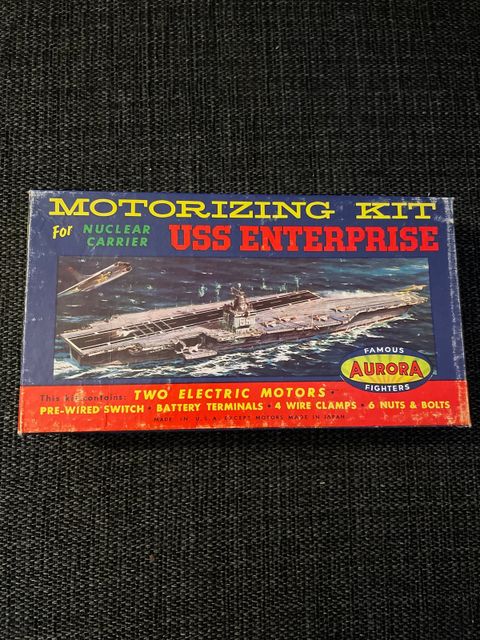 MOTORIZING KIT
For NUCLEAR CARRIER USS ENTERPRISE
FAMOUS
AURORA
FIGHTERS
This kit contains: TWO ELECTRIC MOTORS •
PRE-WIRED SWITCH • BATTERY TERMINALS • 4 WIRE CLAMPS • 6 NUTS & BOLTS
MADE IN U.S.A. EXCEPT MOTORS MADE IN JAPAN